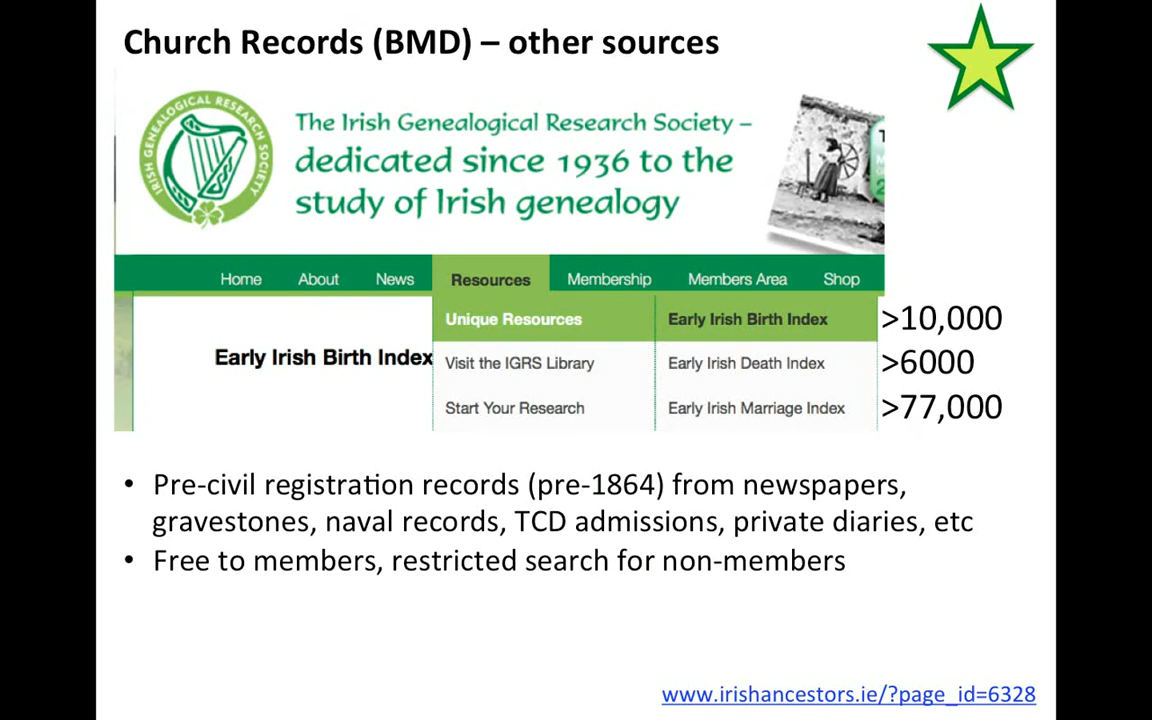 Church Records (BMD) – other sources
IRISH GENEALOGICAL RESEARCH SOCIETY
The Irish Genealogical Research Society –
dedicated since 1936 to the
study of Irish genealogy
Home About News Resources Membership Members Area Shop
Unique Resources Early Irish Birth Index >10,000
Early Irish Birth Index
Visit the IGRS Library Early Irish Death Index >6000
Start Your Research Early Irish Marriage Index >77,000
• Pre-civil registration records (pre-1864) from newspapers,
gravestones, naval records, TCD admissions, private diaries, etc
• Free to members, restricted search for non-members
www.irishancestors.ie/?page_id=6328